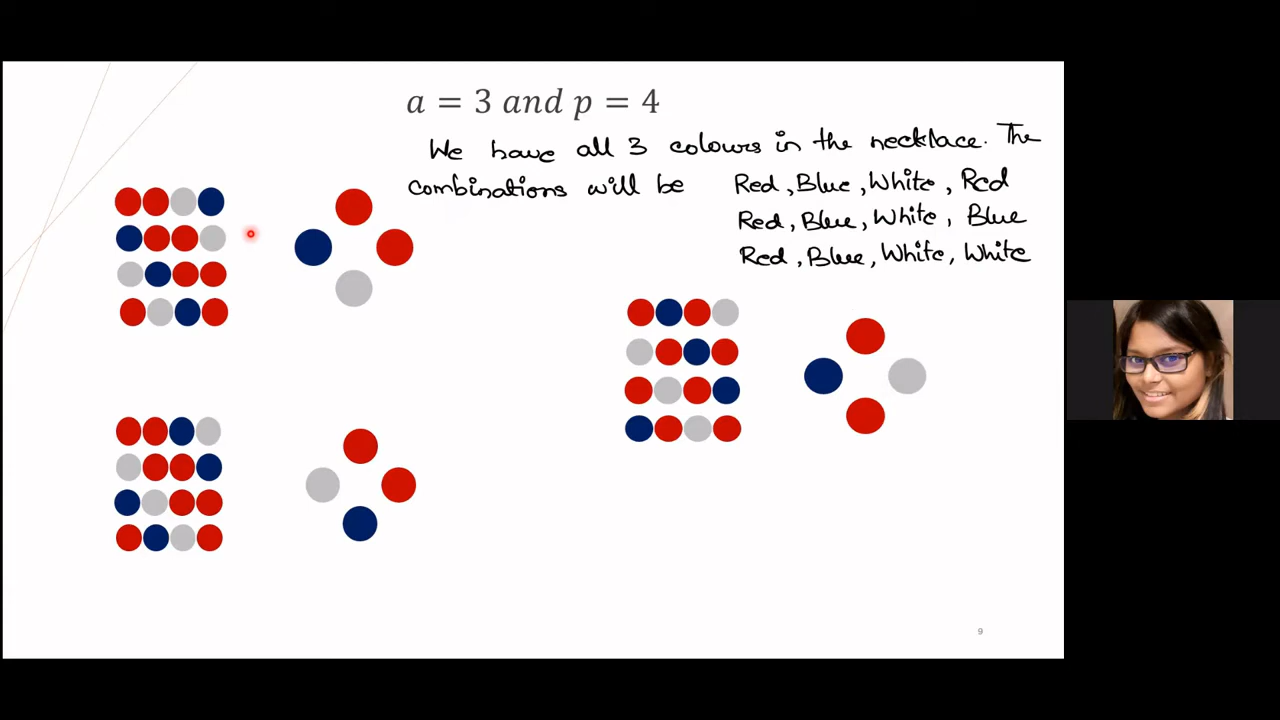 a = 3 and p = 4
We have all 3 colours in the necklace. The
combinations will be Red, Blue, White, Red
Red, Blue, White, Blue
Red, Blue, White, White
9